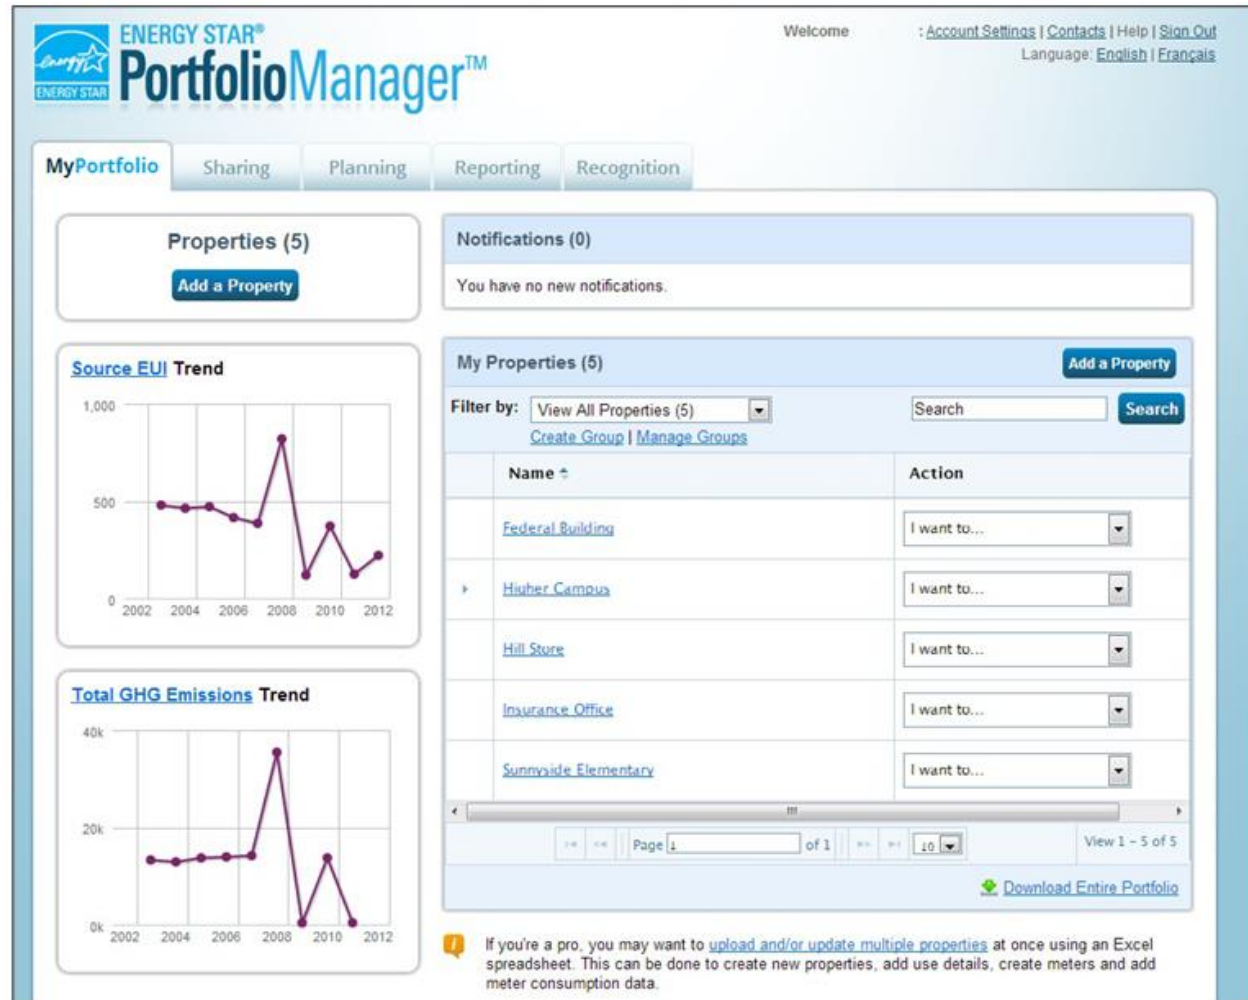 ENERGY STAR®
PortfolioManager™
energy
ENERGY STAR
Welcome : Account Settings | Contacts | Help | Sign Out
Language: English | Français
MyPortfolio Sharing Planning Reporting Recognition
Properties (5)
Add a Property
Source EUI Trend
1,000
500
0
2002 2004 2006 2008 2010 2012
Total GHG Emissions Trend
40k
20k
0k
2002 2004 2006 2008 2010 2012
Notifications (0)
You have no new notifications.
My Properties (5) Add a Property
Filter by: View All Properties (5) Search Search
Create Group | Manage Groups
Name Action
Federal Building I want to...
Higher Campus I want to...
Hill Store I want to...
Insurance Office I want to...
Sunnyside Elementary I want to...
Page 1 of 1 10 View 1 – 5 of 5
Download Entire Portfolio
If you're a pro, you may want to upload and/or update multiple properties at once using an Excel
spreadsheet. This can be done to create new properties, add use details, create meters and add
meter consumption data.